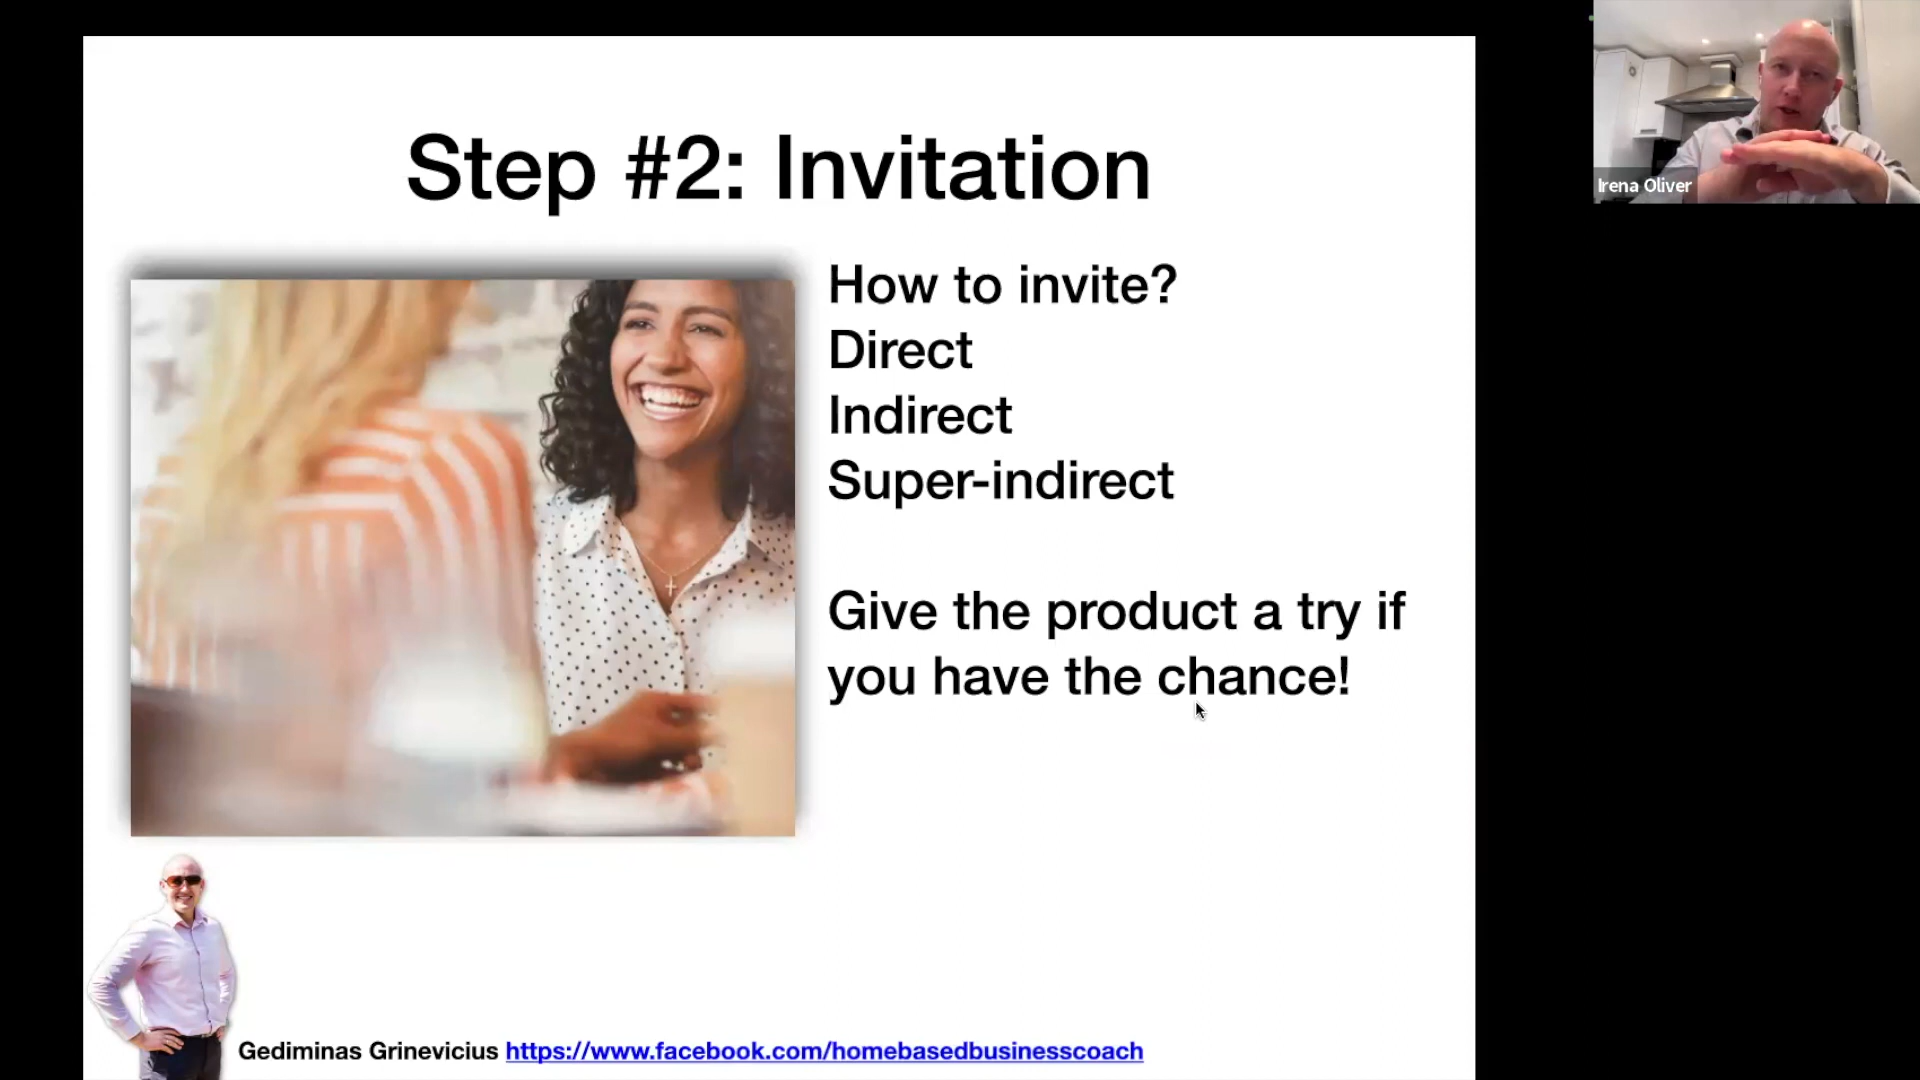 Step #2: Invitation
How to invite?
Direct
Indirect
Super-indirect
Give the product a try if
you have the chance!
Gediminas Grinevicius https://www.facebook.com/homebasedbusinesscoach
Irena Oliver